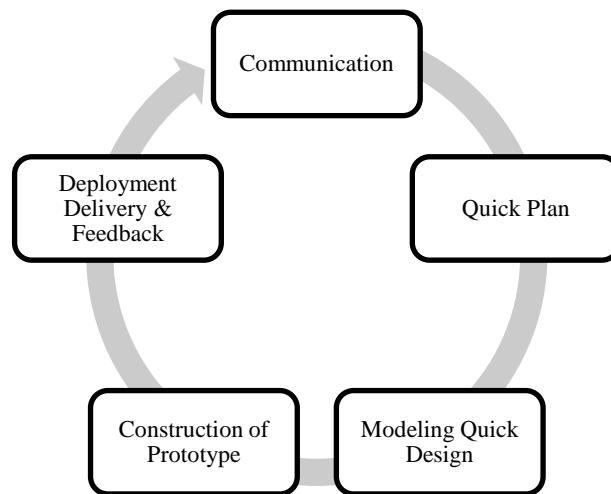 Communication
Quick Plan
Modeling Quick
Design
Construction of
Prototype
Deployment
Delivery &
Feedback